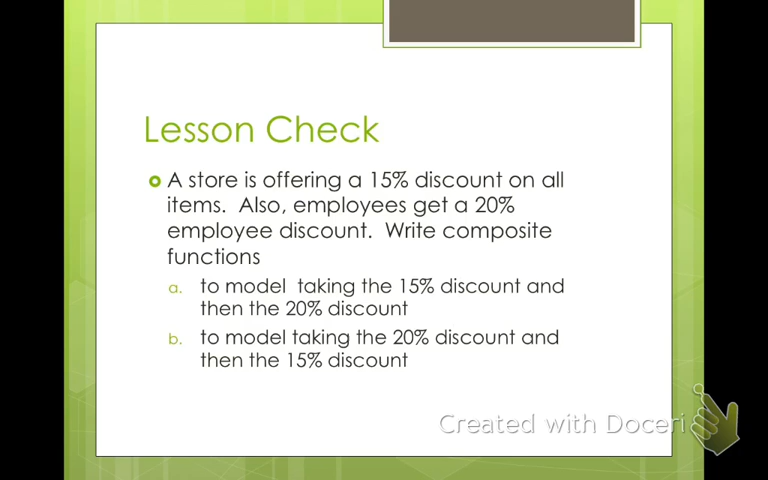 Lesson Check
A store is offering a 15% discount on all
items. Also, employees get a 20%
employee discount. Write composite
functions
a. to model taking the 15% discount and
then the 20% discount
b. to model taking the 20% discount and
then the 15% discount
Created with Doceri